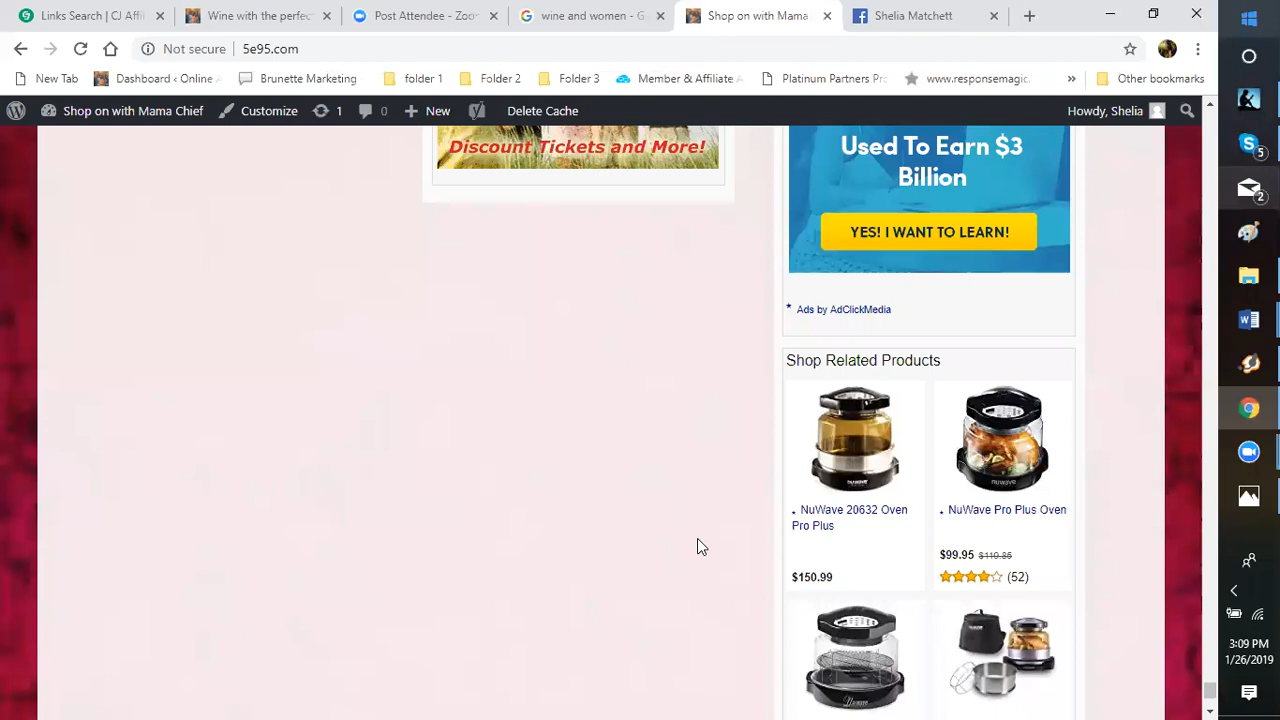 Links Search | CJ Affi
Wine with the perfect
Post Attendee - Zoo
wine and women - G
Shop on with Mama
Shelia Matchett
Not secure | 5e95.com
New Tab
Dashboard ‹ Online
Brunette Marketing
folder 1
Folder 2
Folder 3
Member & Affiliate
Platinum Partners Pr
www.responsemagic.
»
Other bookmarks
Shop on with Mama Chief
Customize
1
0
New
Delete Cache
Howdy, Shelia
Discount Tickets and More!
Used To Earn $3
Billion
YES! I WANT TO LEARN!
Ads by AdClickMedia
Shop Related Products
NuWave 20632 Oven
Pro Plus
$150.99
NuWave Pro Plus Oven
$99.95 $119.85
(52)
5
2
3:09 PM
1/26/2019